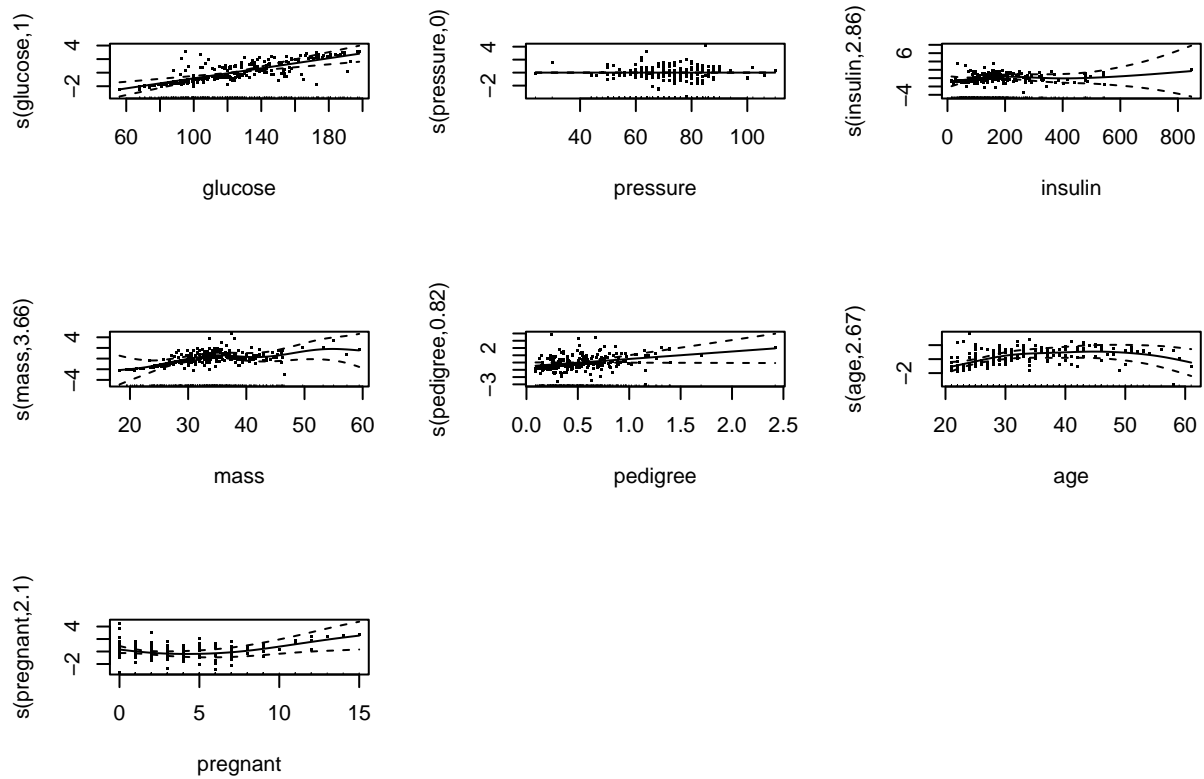 s(glucose,1)
4
−2
60 100 140 180
glucose
s(pressure,0)
4
−2
40 60 80 100
pressure
s(insulin,2.86)
6
−4
0 200 400 600 800
insulin
s(mass,3.66)
4
−4
20 30 40 50 60
mass
s(pedigree,0.82)
2
−3
0.0 0.5 1.0 1.5 2.0 2.5
pedigree
s(age,2.67)
−2
20 30 40 50 60
age
s(pregnant,2.1)
4
−2
0 5 10 15
pregnant